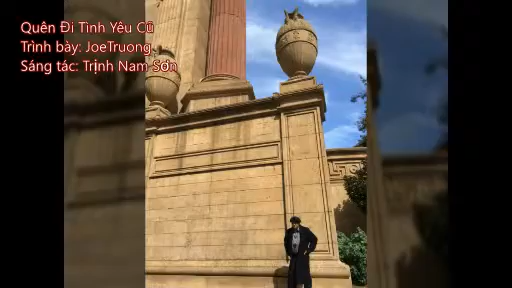 Quên Đi Tình Yêu Cũ
Trình bày: JoeTruong
Sáng tác: Trịnh Nam Sơn